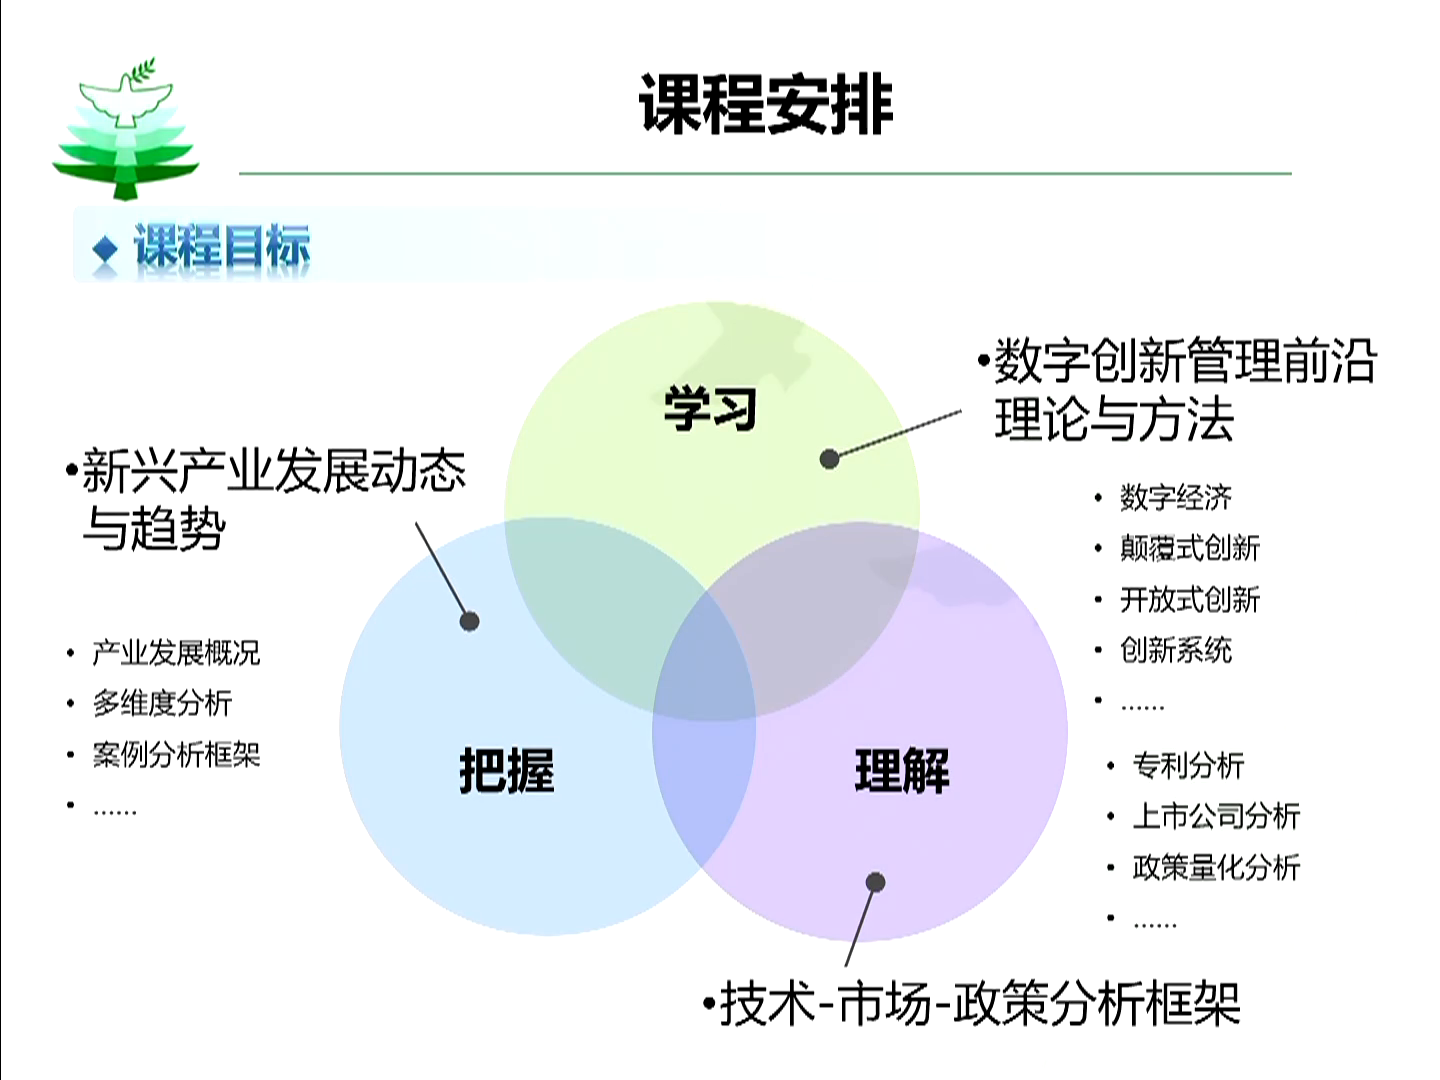 课程安排
◆ 课程目标
学习
•数字创新管理前沿
理论与方法
• 数字经济
• 颠覆式创新
• 开放式创新
• 创新系统
• ……
•新兴产业发展动态
与趋势
• 产业发展概况
• 多维度分析
• 案例分析框架
• ……
把握
理解
• 专利分析
• 上市公司分析
• 政策量化分析
• ……
•技术-市场-政策分析框架